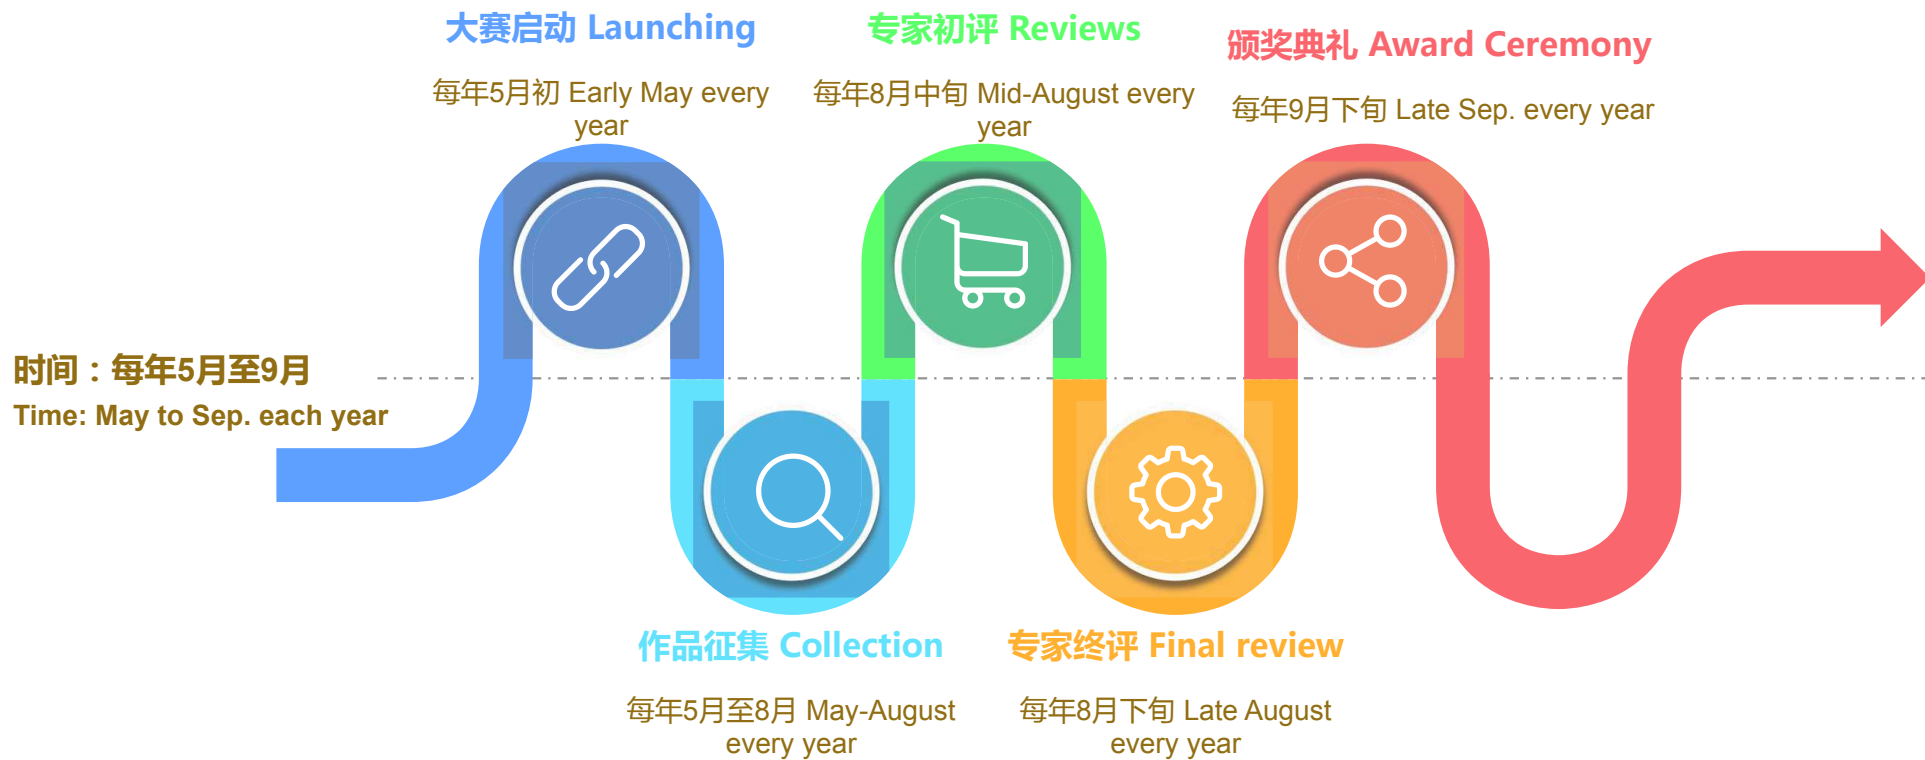 大赛启动 Launching
每年5月初 Early May every
year
专家初评 Reviews
每年8月中旬 Mid-August every
year
颁奖典礼 Award Ceremony
每年9月下旬 Late Sep. every year
时间：每年5月至9月
Time: May to Sep. each year
作品征集 Collection
每年5月至8月 May-August
every year
专家终评 Final review
每年8月下旬 Late August
every year